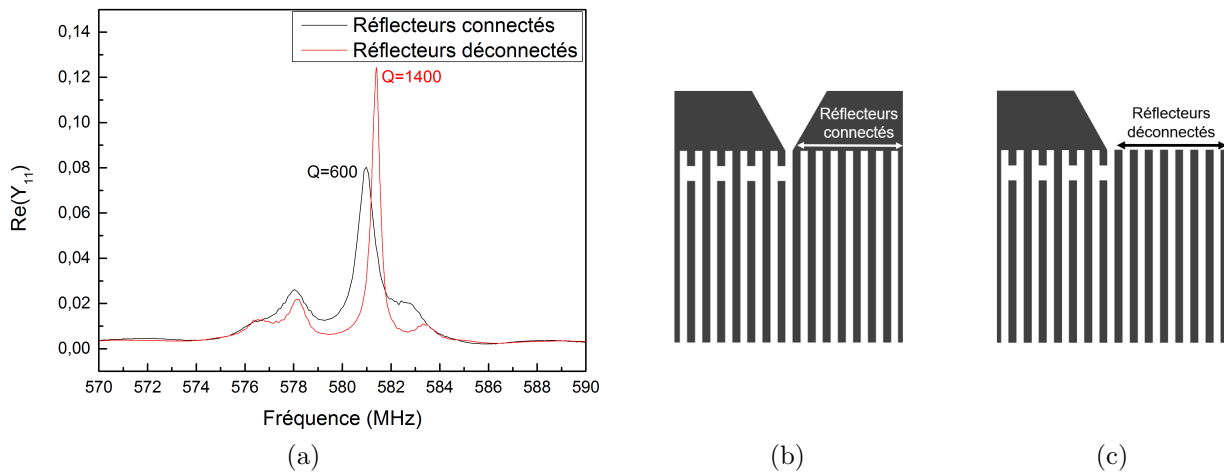 0,14
0,12
0,10
0,08
0,06
0,04
0,02
0,00
Re(Y₁₁)
Réflecteurs connectés
Réflecteurs déconnectés
Q=1400
Q=600
570 572 574 576 578 580 582 584 586 588 590
Fréquence (MHz)
(a)
Réflecteurs
connectés
(b)
Réflecteurs
déconnectés
(c)